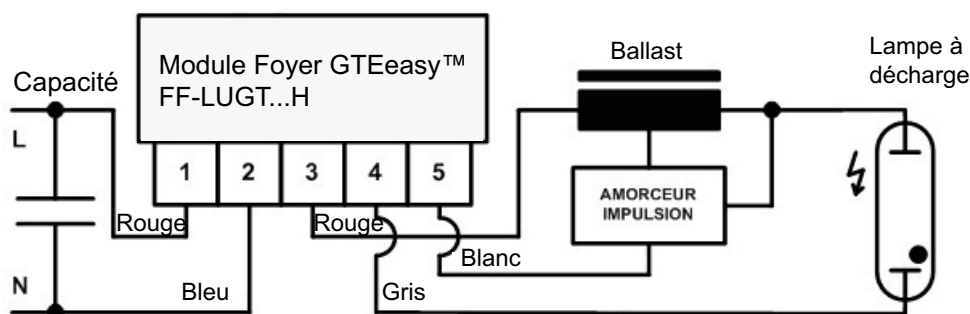 Capacité
Module Foyer GTEeasy™
FF-LUGT...H
Ballast
Lampe à
décharge
L
1 2 3 4 5
AMORCEUR
IMPULSION
Rouge
Rouge
Blanc
N
Bleu
Gris